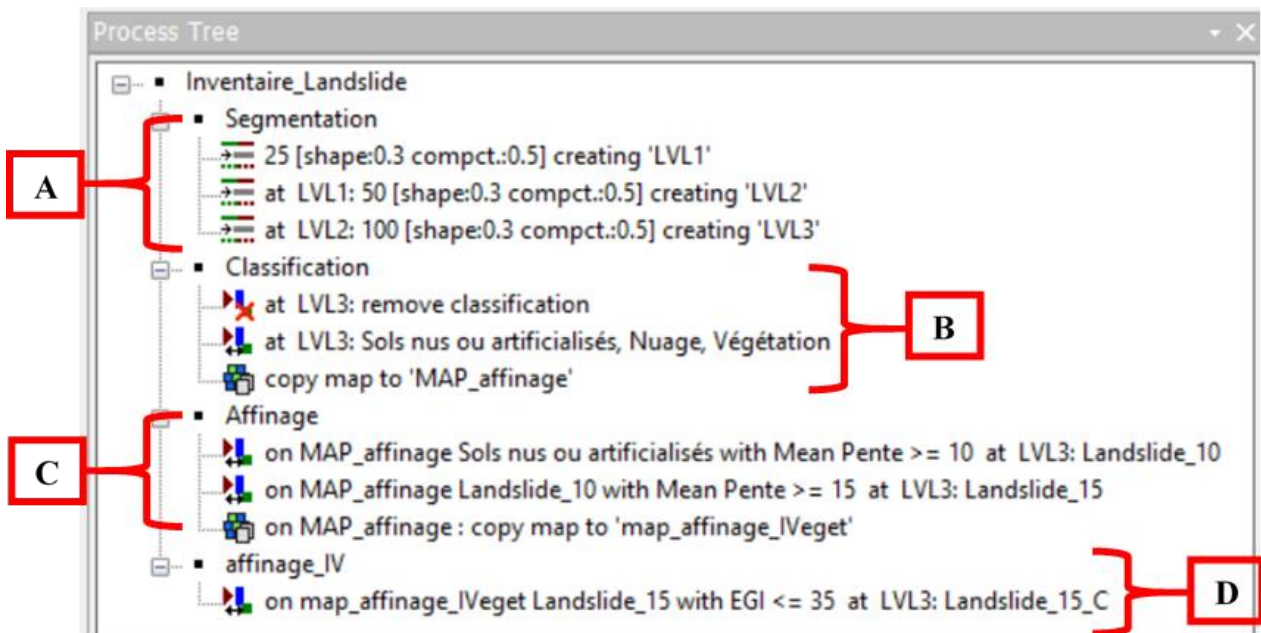 Process Tree
Inventaire_Landslide
Segmentation
25 [shape:0.3 compct.:0.5] creating 'LVL1'
A
at LVL1: 50 [shape:0.3 compct.:0.5] creating 'LVL2'
at LVL2: 100 [shape:0.3 compct.:0.5] creating 'LVL3'
Classification
at LVL3: remove classification
B
at LVL3: Sols nus ou artificialisés, Nuage, Végétation
copy map to 'MAP_affinage'
Affinage
on MAP_affinage Sols nus ou artificialisés with Mean Pente >= 10 at LVL3: Landslide_10
C
on MAP_affinage Landslide_10 with Mean Pente >= 15 at LVL3: Landslide_15
on MAP_affinage : copy map to 'map_affinage_IVeget'
affinage_IV
on map_affinage_IVeget Landslide_15 with EGI <= 35 at LVL3: Landslide_15_C
D